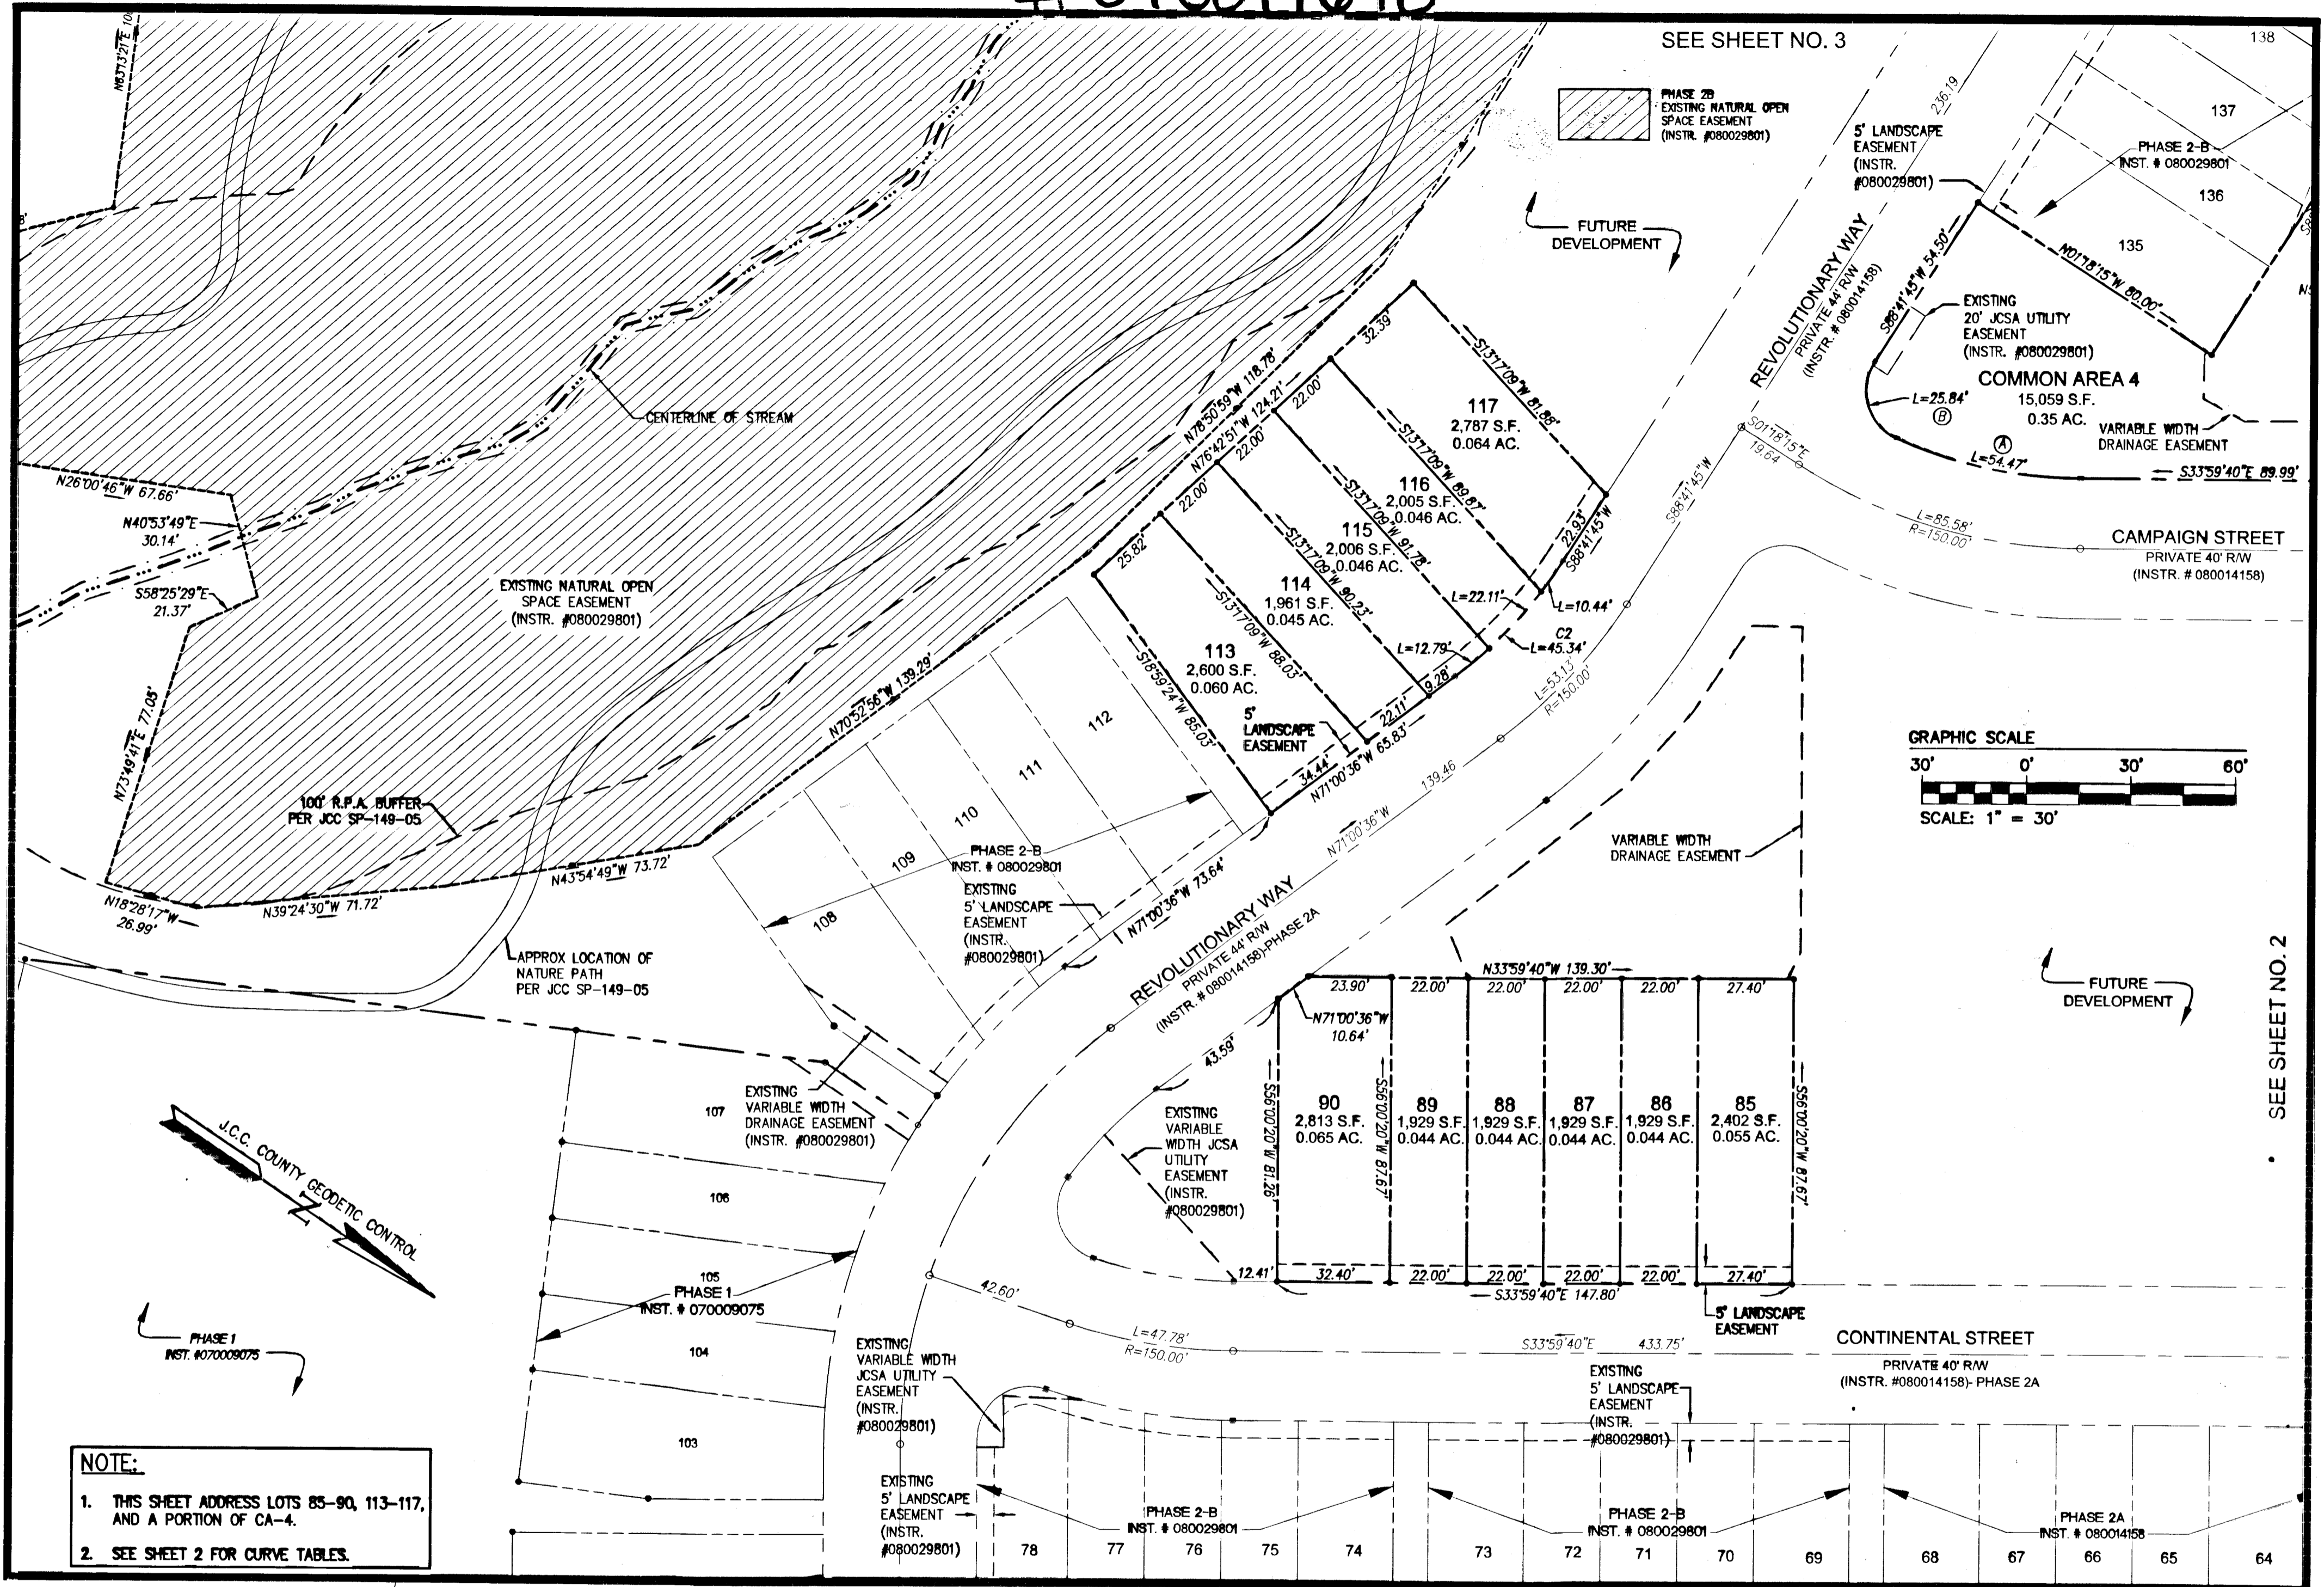 SEE SHEET NO. 3
138
137
136
135
PHASE 2B
EXISTING NATURAL OPEN
SPACE EASEMENT
(INSTR. #080029801)
236.19
5' LANDSCAPE
EASEMENT
(INSTR.
#080029801)
PHASE 2-B
INST. # 080029801
FUTURE
DEVELOPMENT
REVOLUTIONARY WAY
PRIVATE 44' R/W
(INSTR. # 080014158)
S88°41'45"W 54.50'
N01°18'15"W 80.00'
EXISTING
20' JCSA UTILITY
EASEMENT
(INSTR. #080029801)
COMMON AREA 4
15,059 S.F.
0.35 AC.
L=25.84'
B
A
L=54.47'
VARIABLE WIDTH
DRAINAGE EASEMENT
S33°59'40"E 89.99'
S01°18'15"E
19.64
S88°41'45"W
L=85.58'
R=150.00'
CAMPAIGN STREET
PRIVATE 40' R/W
(INSTR. # 080014158)
CENTERLINE OF STREAM
N26°00'46"W 67.66'
N40°53'49"E
30.14'
S58°25'29"E
21.37'
N73°49'41"E 77.05'
EXISTING NATURAL OPEN
SPACE EASEMENT
(INSTR. #080029801)
100' R.P.A. BUFFER
PER JCC SP-149-05
N18°28'17"W
26.99'
N39°24'30"W 71.72'
N43°54'49"W 73.72'
N70°52'56"W 139.29'
N78°50'59"W 118.78'
N76°42'51"W 124.21'
32.39'
22.00'
22.00'
22.00'
25.82'
S13°17'09"W 81.88'
117
2,787 S.F.
0.064 AC.
S13°17'09"W 89.87'
116
2,005 S.F.
0.046 AC.
S13°17'09"W 91.78'
115
2,006 S.F.
0.046 AC.
S13°17'09"W 90.23'
114
1,961 S.F.
0.045 AC.
S13°17'09"W 88.03'
113
2,600 S.F.
0.060 AC.
S18°59'24"W 85.03'
22.93'
S88°41'45"W
L=22.11'
L=10.44'
C2
L=45.34'
L=12.79'
9.28'
22.11'
34.44'
N71°00'36"W 65.83'
5'
LANDSCAPE
EASEMENT
L=53.13'
R=150.00'
139.46
N71°00'36"W
GRAPHIC SCALE
30' 0' 30' 60'
SCALE: 1" = 30'
112
111
110
109
108
PHASE 2-B
INST. # 080029801
EXISTING
5' LANDSCAPE
EASEMENT
(INSTR.
#080029801)
N71°00'36"W 73.64'
REVOLUTIONARY WAY
PRIVATE 44' R/W
(INSTR. # 080014158)-PHASE 2A
VARIABLE WIDTH
DRAINAGE EASEMENT
APPROX LOCATION OF
NATURE PATH
PER JCC SP-149-05
EXISTING
VARIABLE WIDTH
DRAINAGE EASEMENT
(INSTR. #080029801)
N33°59'40"W 139.30'
23.90' 22.00' 22.00' 22.00' 22.00' 27.40'
N71°00'36"W
10.64'
43.59'
S56°00'20"W 81.26'
S56°00'20"W 87.67'
S56°00'20"W 87.67'
90
2,813 S.F.
0.065 AC.
89
1,929 S.F.
0.044 AC.
88
1,929 S.F.
0.044 AC.
87
1,929 S.F.
0.044 AC.
86
1,929 S.F.
0.044 AC.
85
2,402 S.F.
0.055 AC.
FUTURE
DEVELOPMENT
SEE SHEET NO. 2
EXISTING
VARIABLE
WIDTH JCSA
UTILITY
EASEMENT
(INSTR.
#080029801)
12.41' 32.40' 22.00' 22.00' 22.00' 22.00' 27.40'
S33°59'40"E 147.80'
5' LANDSCAPE
EASEMENT
107
106
105
PHASE 1
INST. # 070009075
104
103
J.C.C. COUNTY GEODETIC CONTROL
N
PHASE 1
INST. #070009075
42.60'
L=47.78'
R=150.00'
S33°59'40"E 433.75'
CONTINENTAL STREET
PRIVATE 40' R/W
(INSTR. #080014158)- PHASE 2A
EXISTING
VARIABLE WIDTH
JCSA UTILITY
EASEMENT
(INSTR.
#080029801)
EXISTING
5' LANDSCAPE
EASEMENT
(INSTR.
#080029801)
EXISTING
5' LANDSCAPE
EASEMENT
(INSTR.
#080029801)
PHASE 2-B
INST. # 080029801
PHASE 2-B
INST. # 080029801
PHASE 2A
INST. # 080014158
78 77 76 75 74 73 72 71 70 69 68 67 66 65 64
NOTE:
1. THIS SHEET ADDRESS LOTS 85-90, 113-117,
AND A PORTION OF CA-4.
2. SEE SHEET 2 FOR CURVE TABLES.